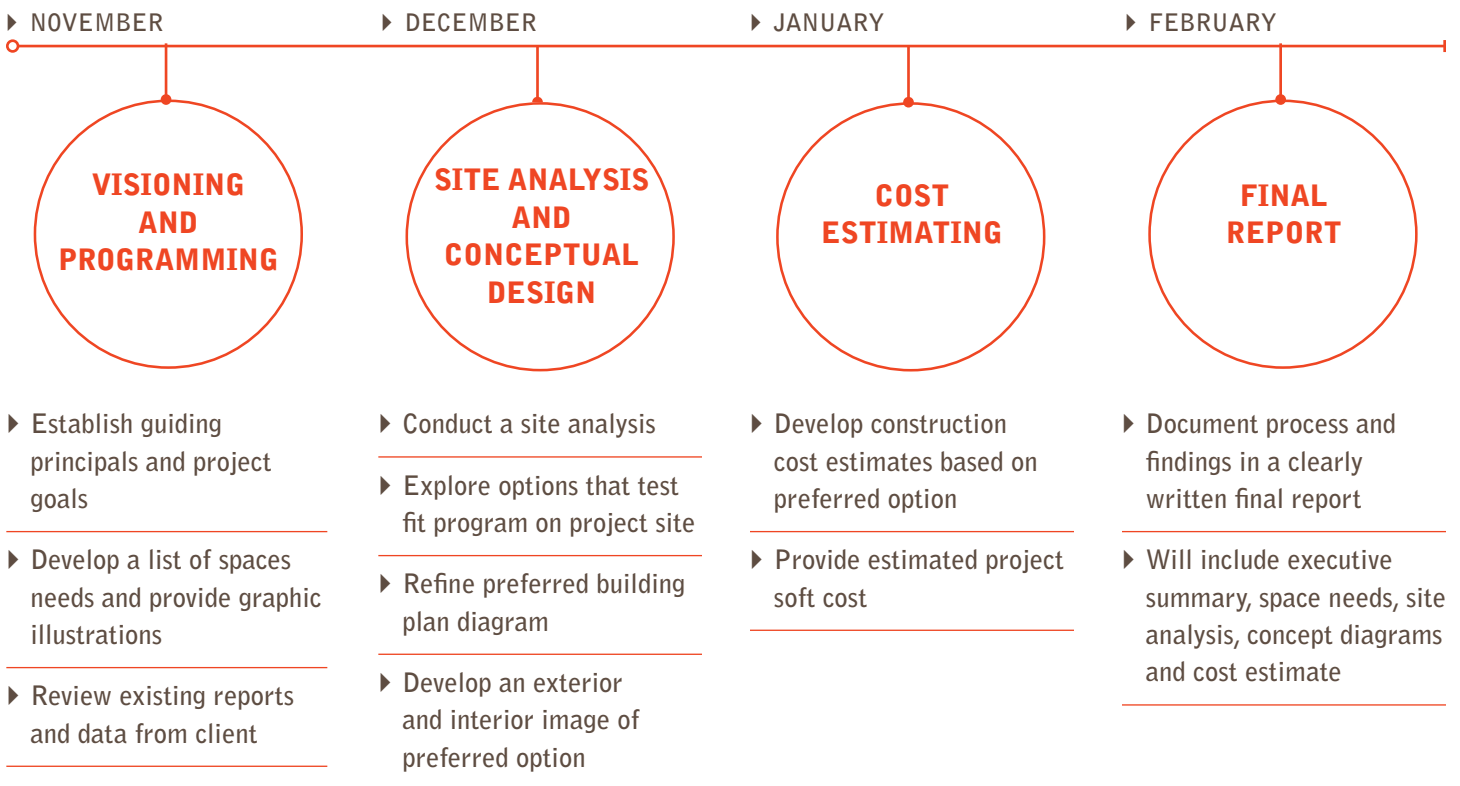 NOVEMBER
DECEMBER
JANUARY
FEBRUARY
VISIONING
AND
PROGRAMMING
SITE ANALYSIS
AND
CONCEPTUAL
DESIGN
COST
ESTIMATING
FINAL
REPORT
Establish guiding
principals and project
goals
Develop a list of spaces
needs and provide graphic
illustrations
Review existing reports
and data from client
Conduct a site analysis
Explore options that test
fit program on project site
Refine preferred building
plan diagram
Develop an exterior
and interior image of
preferred option
Develop construction
cost estimates based on
preferred option
Provide estimated project
soft cost
Document process and
findings in a clearly
written final report
Will include executive
summary, space needs, site
analysis, concept diagrams
and cost estimate